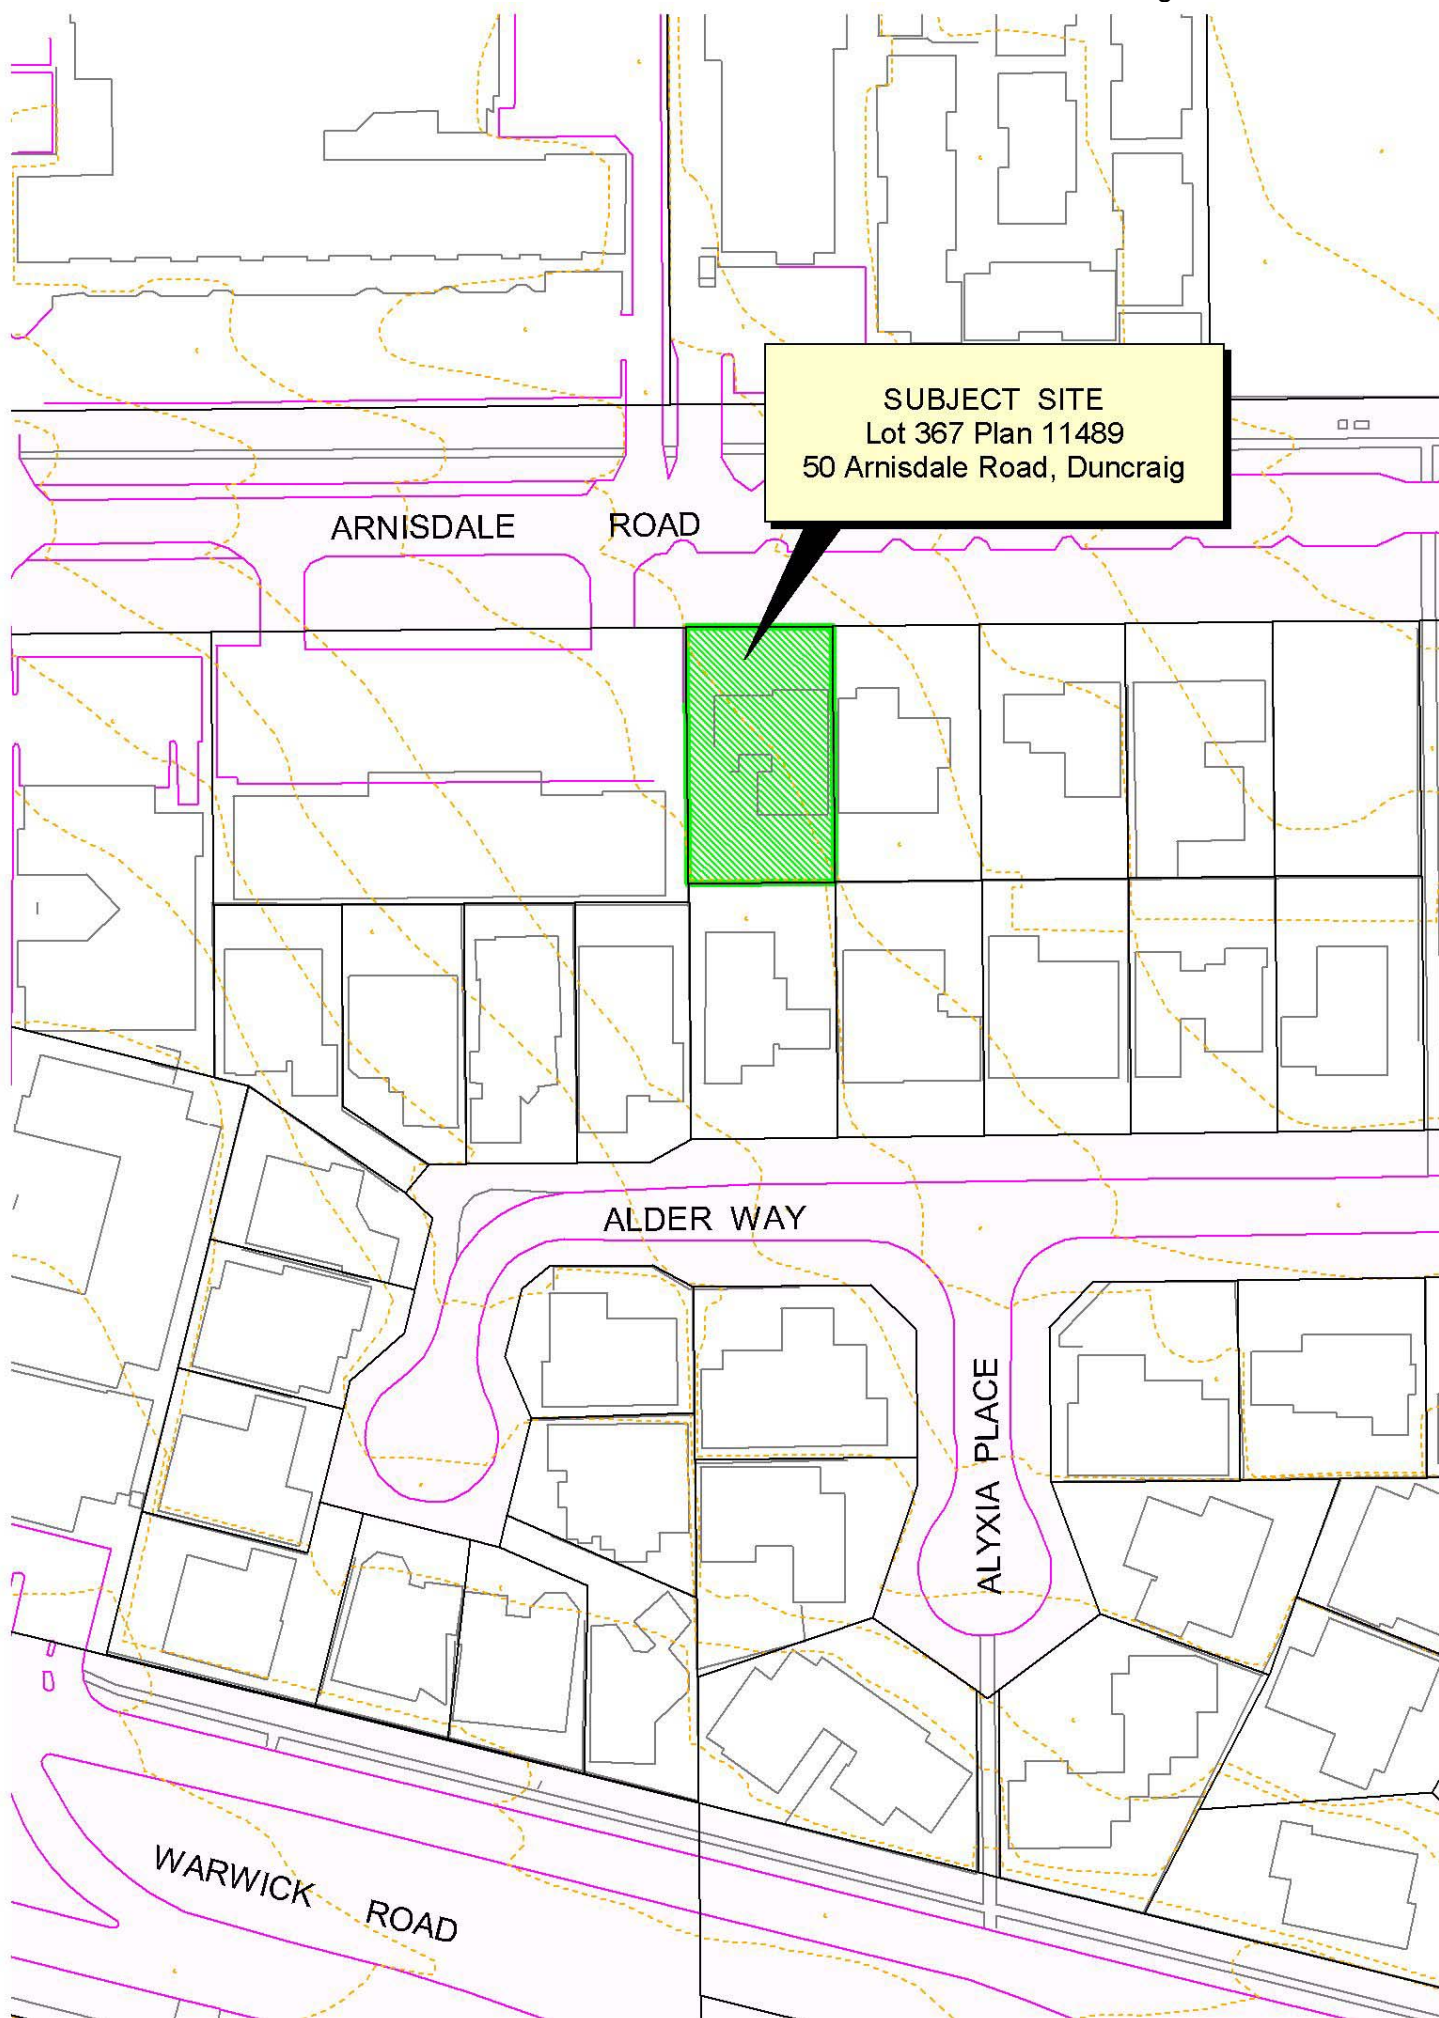 SUBJECT SITE
Lot 367 Plan 11489
50 Arnisdale Road, Duncraig
ARNISDALE ROAD
ALDER WAY
ALYXIA PLACE
WARWICK ROAD